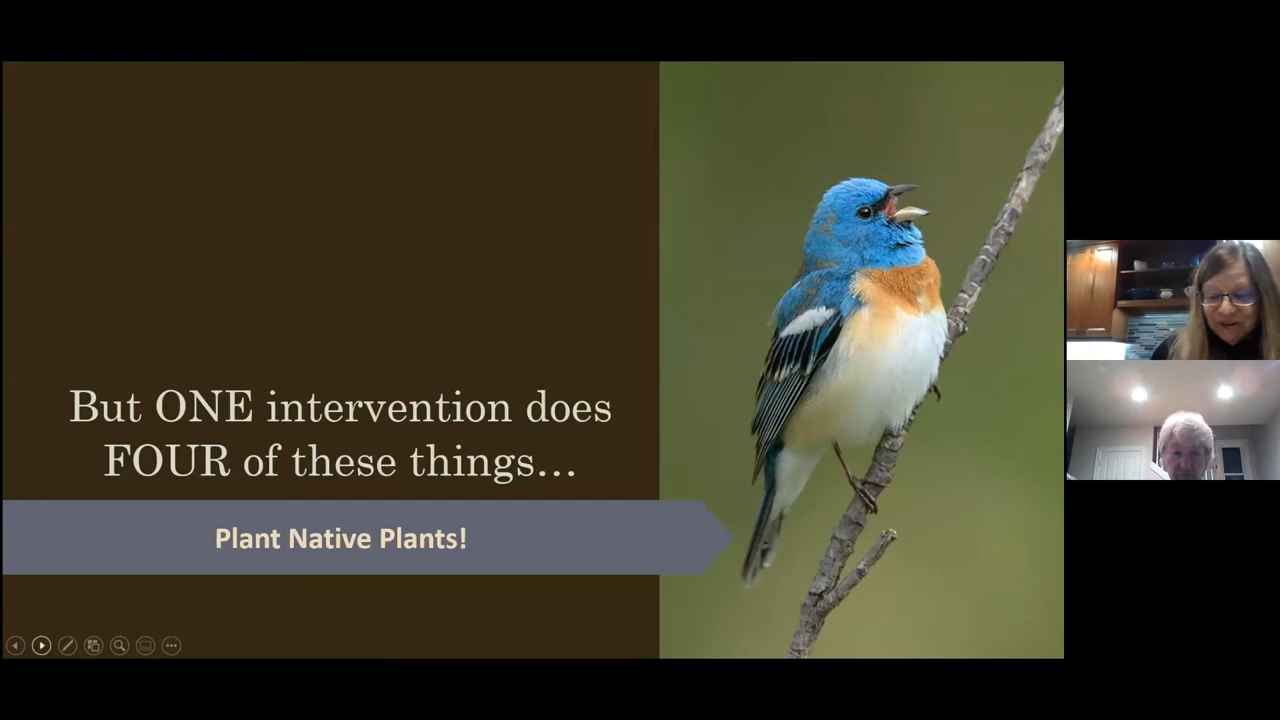 But ONE intervention does
FOUR of these things...
Plant Native Plants!